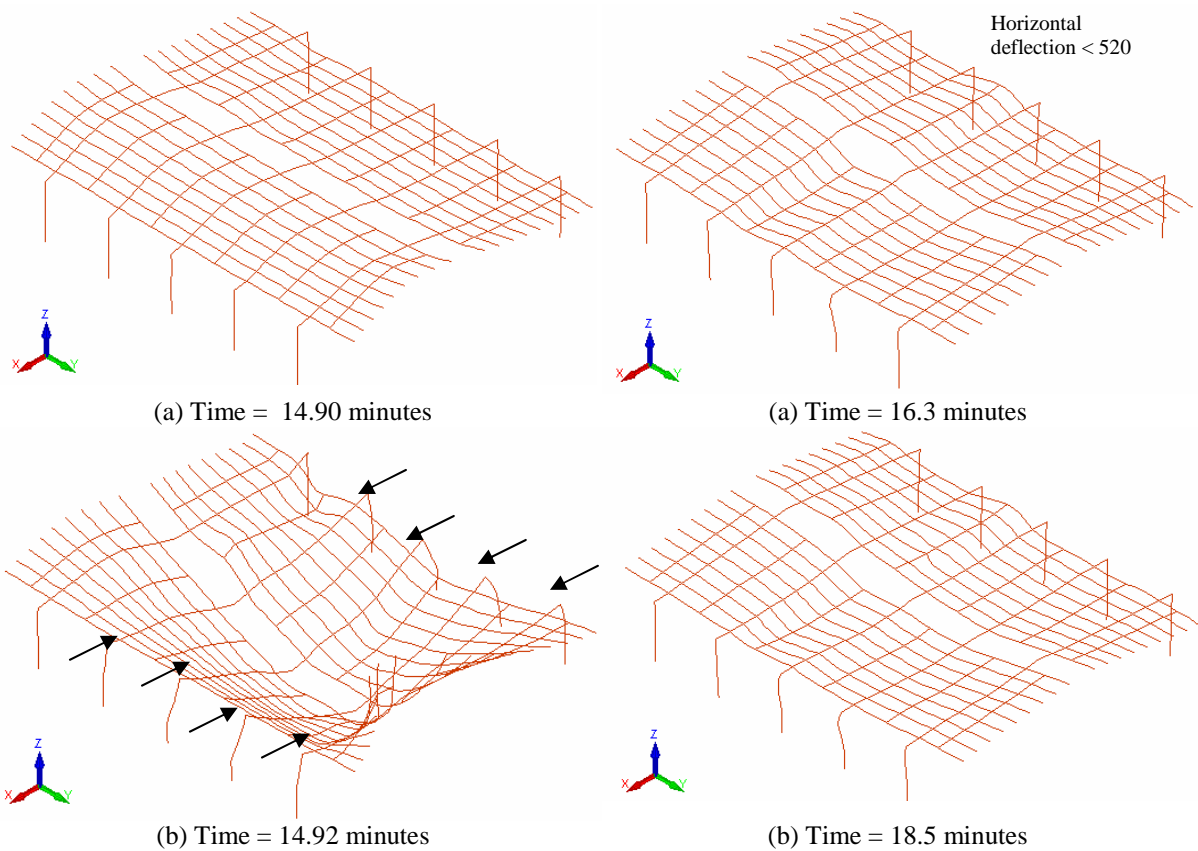 Horizontal
deflection < 520
Z
X
Y
Z
X
Y
(a) Time = 14.90 minutes
(a) Time = 16.3 minutes
Z
X
Y
Z
X
Y
(b) Time = 14.92 minutes
(b) Time = 18.5 minutes